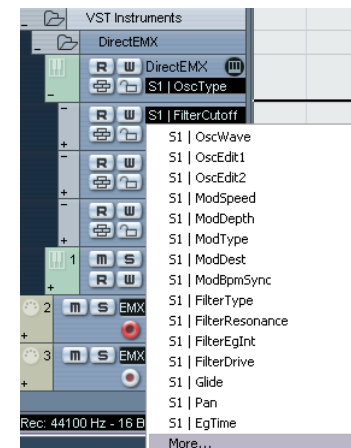 VST Instruments
DirectEMX
R W DirectEMX
S1 | OscType
R W S1 | FilterCutoff
S1 | OscWave
S1 | OscEdit1
R W S1 | OscEdit2
S1 | ModSpeed
R W S1 | ModDepth
S1 | ModType
1 m S S1 | ModDest
R W S1 | ModBpmSync
2 m S EMX S1 | FilterType
S1 | FilterResonance
S1 | FilterEgInt
3 m S EMX S1 | FilterDrive
S1 | Glide
S1 | Pan
Rec: 44100 Hz - 16 B S1 | EgTime
More...